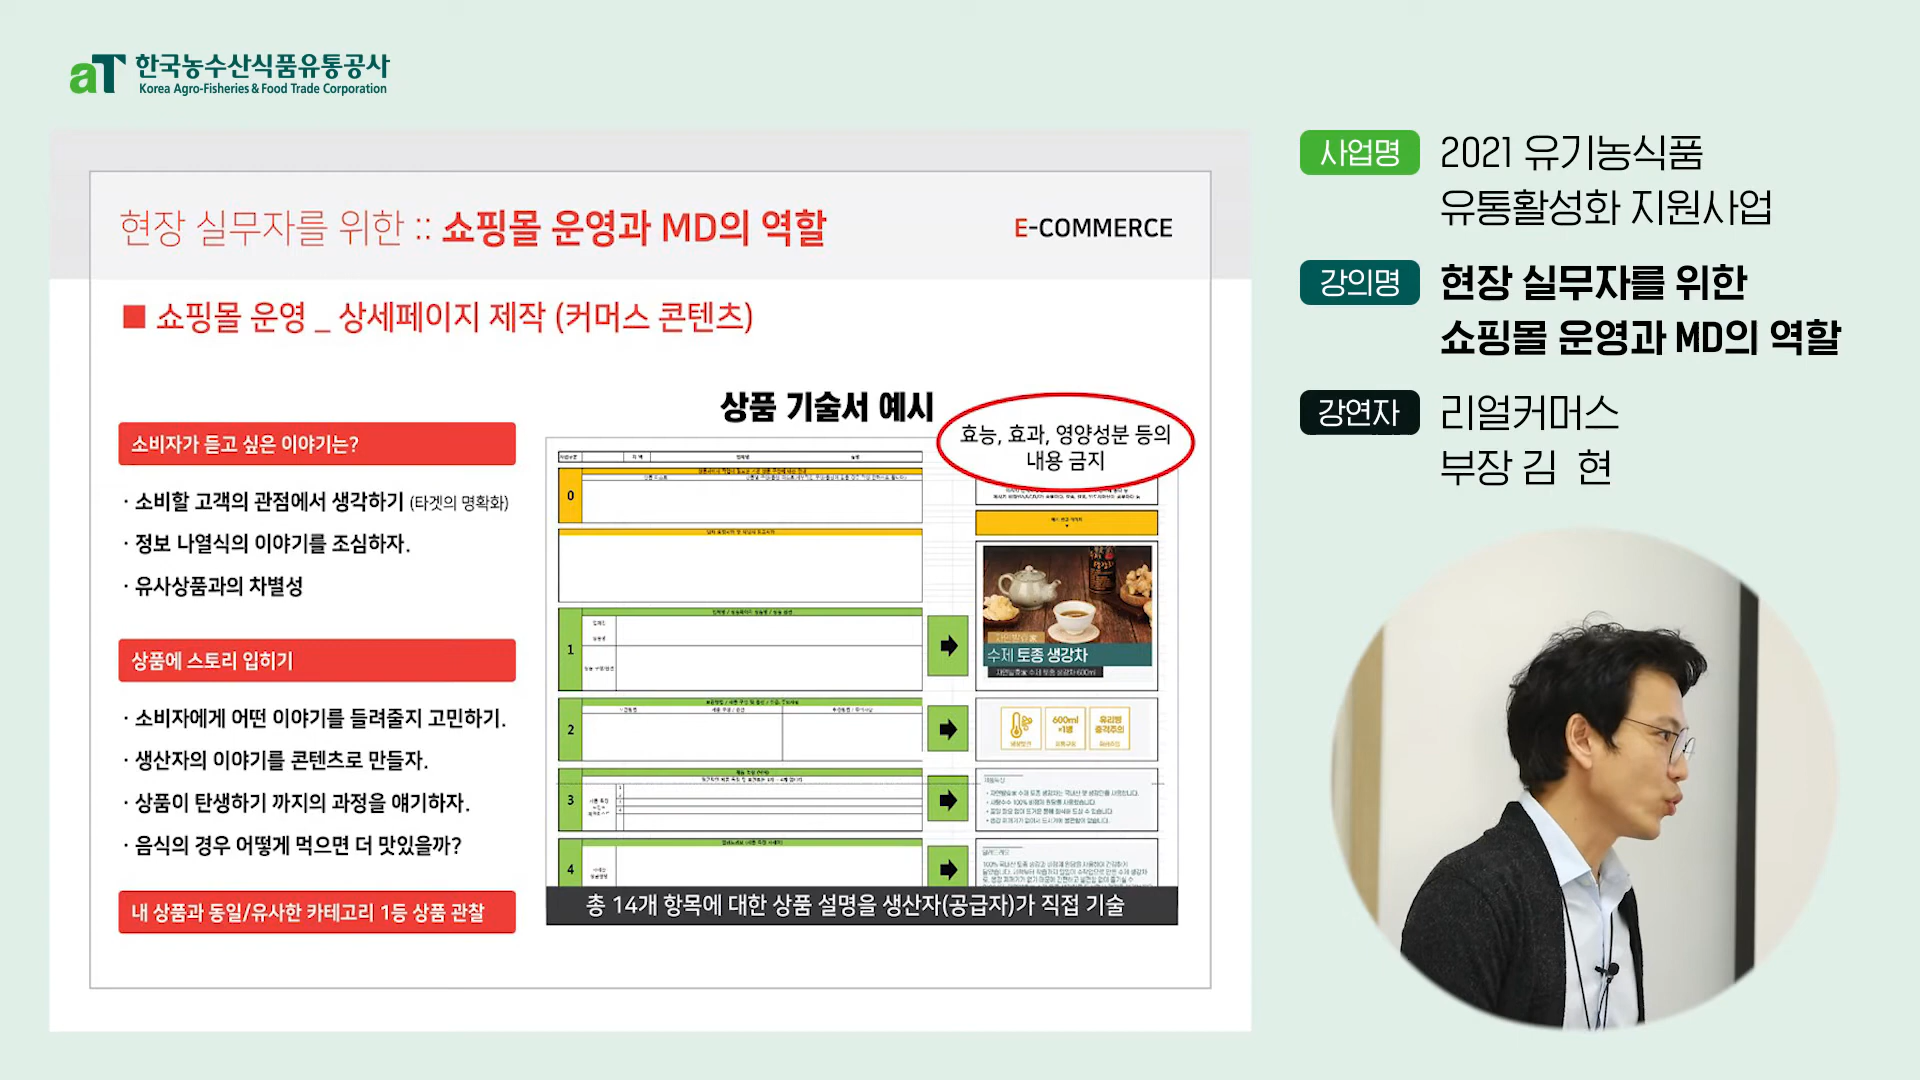 aT 한국농수산식품유통공사
Korea Agro-Fisheries & Food Trade Corporation
현장 실무자를 위한 :: 쇼핑몰 운영과 MD의 역할
E-COMMERCE
■ 쇼핑몰 운영 _ 상세페이지 제작 (커머스 콘텐츠)
소비자가 듣고 싶은 이야기는?
· 소비할 고객의 관점에서 생각하기 (타겟의 명확화)
· 정보 나열식의 이야기를 조심하자.
· 유사상품과의 차별성
상품에 스토리 입히기
· 소비자에게 어떤 이야기를 들려줄지 고민하기.
· 생산자의 이야기를 콘텐츠로 만들자.
· 상품이 탄생하기 까지의 과정을 얘기하자.
· 음식의 경우 어떻게 먹으면 더 맛있을까?
내 상품과 동일/유사한 카테고리 1등 상품 관찰
상품 기술서 예시
효능, 효과, 영양성분 등의
내용 금지
0
1
2
3
4
수제 토종 생강차
600ml
유리병
총 14개 항목에 대한 상품 설명을 생산자(공급자)가 직접 기술
사업명
2021 유기농식품
유통활성화 지원사업
강의명
현장 실무자를 위한
쇼핑몰 운영과 MD의 역할
강연자
리얼커머스
부장 김 현